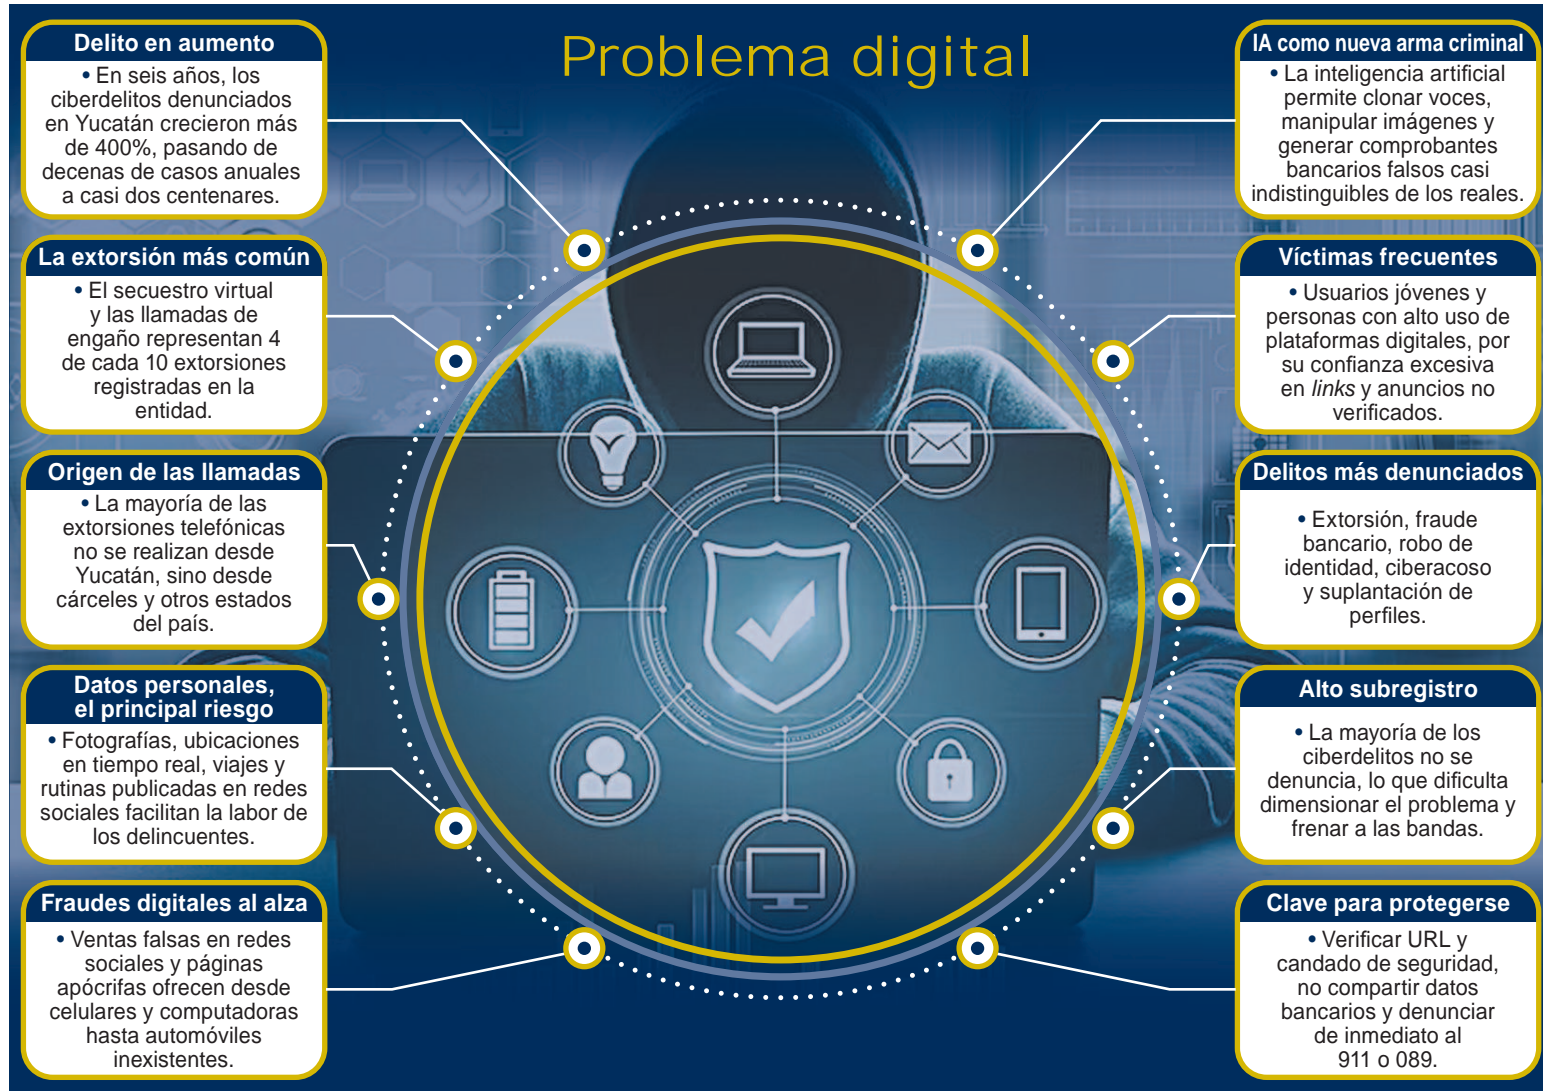 Problema digital
Delito en aumento
• En seis años, los
ciberdelitos denunciados
en Yucatán crecieron más
de 400%, pasando de
decenas de casos anuales
a casi dos centenares.
La extorsión más común
• El secuestro virtual
y las llamadas de
engaño representan 4
de cada 10 extorsiones
registradas en la
entidad.
Origen de las llamadas
• La mayoría de las
extorsiones telefónicas
no se realizan desde
Yucatán, sino desde
cárceles y otros estados
del país.
Datos personales,
el principal riesgo
• Fotografías, ubicaciones
en tiempo real, viajes y
rutinas publicadas en redes
sociales facilitan la labor de
los delincuentes.
Fraudes digitales al alza
• Ventas falsas en redes
sociales y páginas
apócrifas ofrecen desde
celulares y computadoras
hasta automóviles
inexistentes.
IA como nueva arma criminal
• La inteligencia artificial
permite clonar voces,
manipular imágenes y
generar comprobantes
bancarios falsos casi
indistinguibles de los reales.
Víctimas frecuentes
• Usuarios jóvenes y
personas con alto uso de
plataformas digitales, por
su confianza excesiva
en links y anuncios no
verificados.
Delitos más denunciados
• Extorsión, fraude
bancario, robo de
identidad, ciberacoso
y suplantación de
perfiles.
Alto subregistro
• La mayoría de los
ciberdelitos no se
denuncia, lo que dificulta
dimensionar el problema y
frenar a las bandas.
Clave para protegerse
• Verificar URL y
candado de seguridad,
no compartir datos
bancarios y denunciar
de inmediato al
911 o 089.